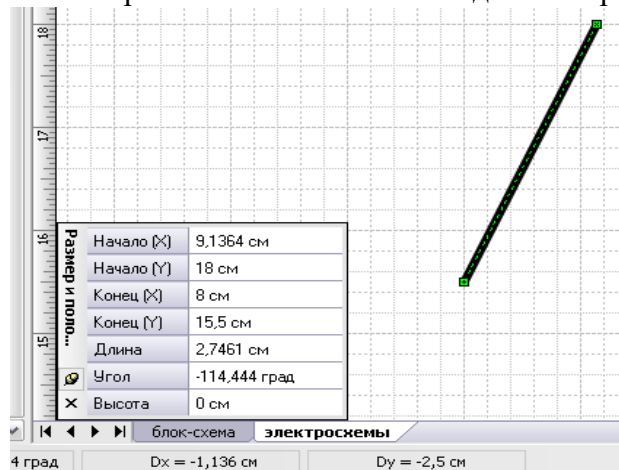 18
17
16
15
Размер и поло...
Начало (X) 9,1364 см
Начало (Y) 18 см
Конец (X) 8 см
Конец (Y) 15,5 см
Длина 2,7461 см
Угол -114,444 град
Высота 0 см
блок-схема электросхемы
4 град Dx = -1,136 см Dy = -2,5 см